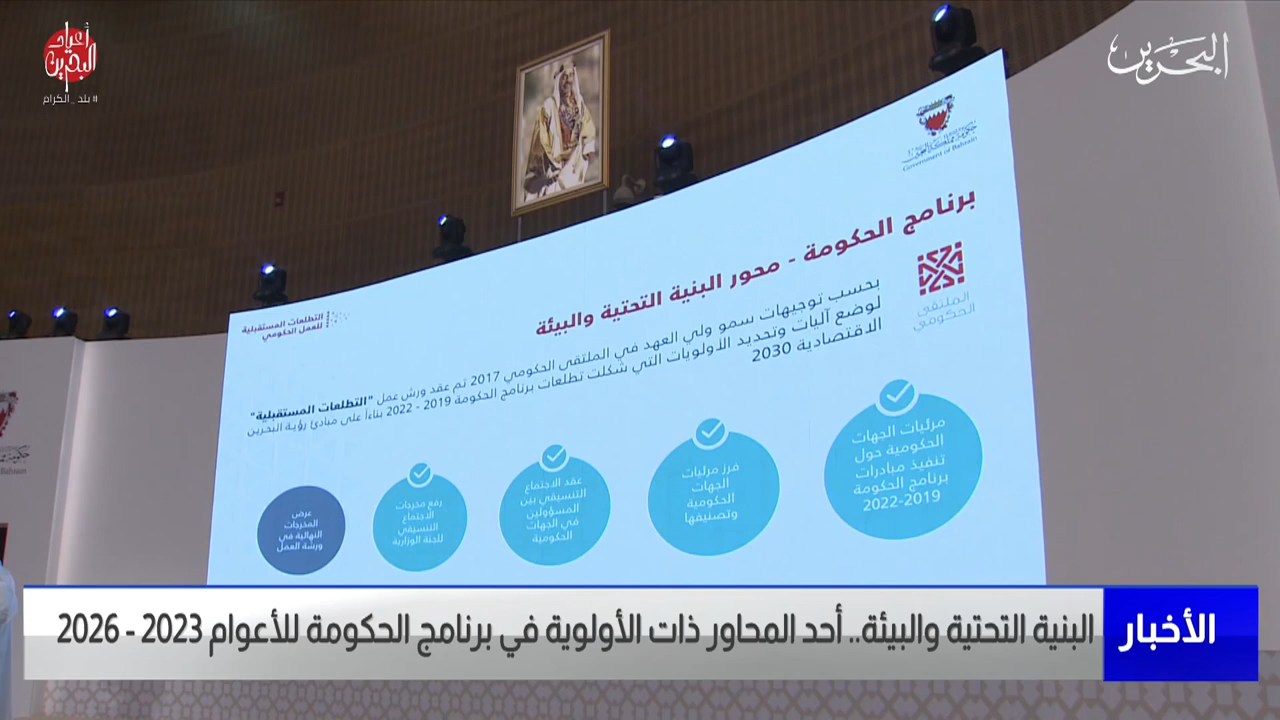 أعياد
البحرين
# بلد_الكرام
البحرين
حكومة مملكة البحرين
Government of Bahrain
برنامج الحكومة - محور البنية التحتية والبيئة
الملتقى
الحكومي
التطلعات المستقبلية
للعمل الحكومي
بحسب توجيهات سمو ولي العهد في الملتقى الحكومي 2017 تم عقد ورش عمل "التطلعات المستقبلية"
لوضع آليات وتحديد الأولويات التي شكلت تطلعات برنامج الحكومة 2019 - 2022 بناءاً على مبادئ رؤية البحرين
الاقتصادية 2030
مرئيات الجهات
الحكومية حول
تنفيذ مبادرات
برنامج الحكومة
2022-2019
فرز مرئيات
الجهات
الحكومية
وتصنيفها
عقد الاجتماع
التنسيقي بين
المسؤولين
في الجهات
الحكومية
رفع مخرجات
الاجتماع
التنسيقي
للجنة الوزارية
عرض
المخرجات
النهائية في
ورشة العمل
الأخبار
البنية التحتية والبيئة.. أحد المحاور ذات الأولوية في برنامج الحكومة للأعوام 2023 - 2026